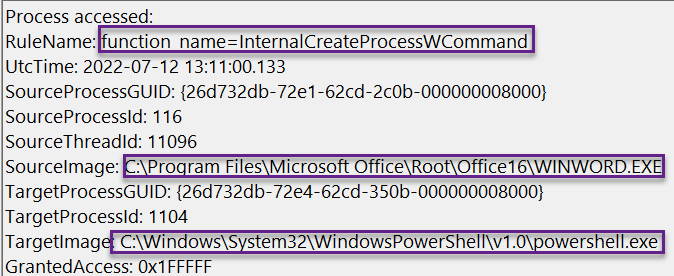 Process accessed:
RuleName: function_name=InternalCreateProcessWCommand
UtcTime: 2022-07-12 13:11:00.133
SourceProcessGUID: {26d732db-72e1-62cd-2c0b-000000008000}
SourceProcessId: 116
SourceThreadId: 11096
SourceImage: C:\Program Files\Microsoft Office\Root\Office16\WINWORD.EXE
TargetProcessGUID: {26d732db-72e4-62cd-350b-000000008000}
TargetProcessId: 1104
TargetImage: C:\Windows\System32\WindowsPowerShell\v1.0\powershell.exe
GrantedAccess: 0x1FFFFF